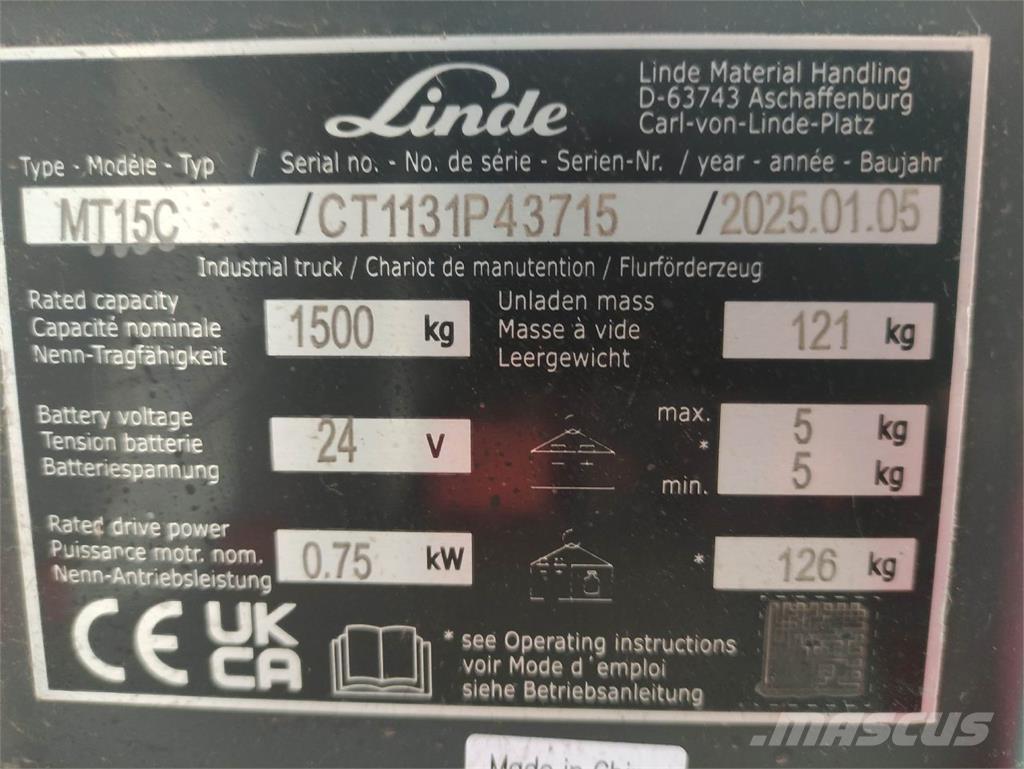 Linde
Linde Material Handling
D-63743 Aschaffenburg
Carl-von-Linde-Platz
Type - Modéle - Typ / Serial no. - No. de série - Serien-Nr. / year - année - Baujahr
MT15C /CT1131P43715 /2025.01.05
Industrial truck / Chariot de manutention / Flurförderzeug
Rated capacity
Capacité nominale
Nenn-Tragfähigkeit
1500 kg
Unladen mass
Masse à vide
Leergewicht
121 kg
Battery voltage
Tension batterie
Batteriespannung
24 V
max. 5 kg
*
min. 5 kg
Rated drive power
Puissance motr. nom.
Nenn-Antriebsleistung
0.75 kW
* 126 kg
CE UK
CA
* see Operating instructions
voir Mode d'emploi
siehe Betriebsanleitung
MASCUS
Made in